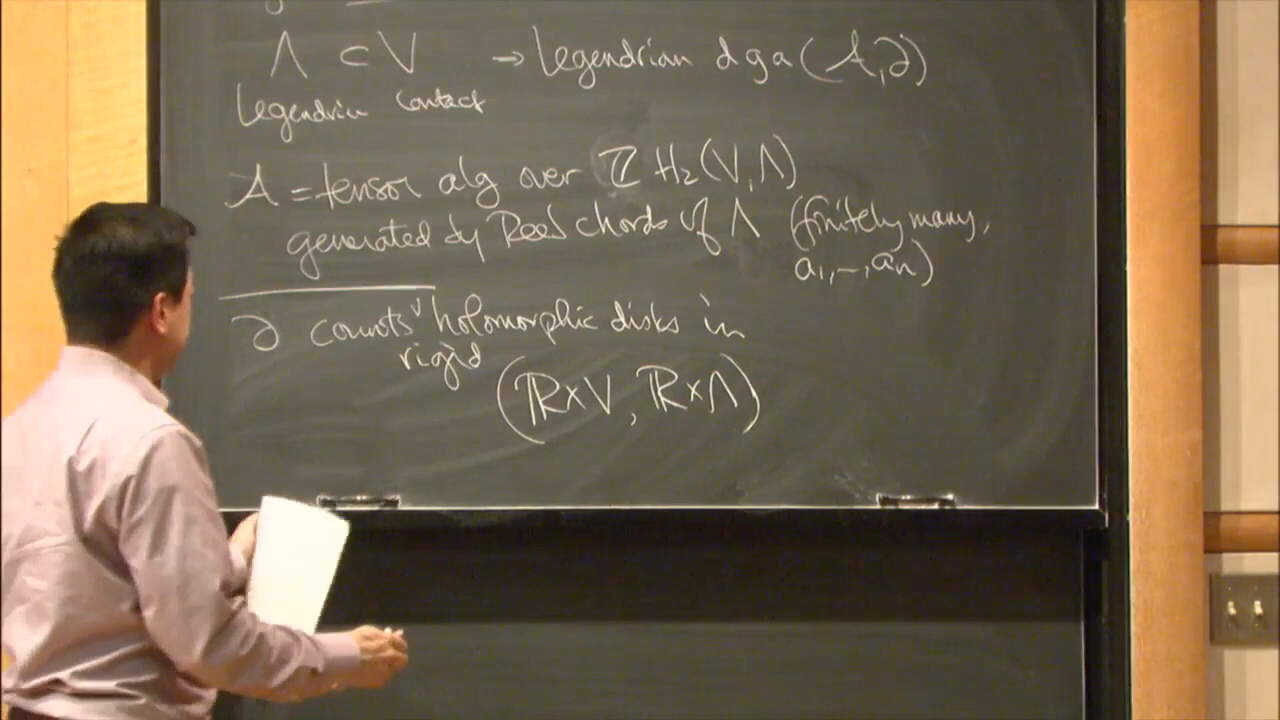 Λ ⊂ V → Legendrian dga (A, ∂)
Legendrian contact
A = tensor alg over ℤ H₂(V, Λ)
generated by Reeb chords of Λ (finitely many,
a₁, –, aₙ)
∂ counts ˅ holomorphic disks in
rigid
(ℝ×V, ℝ×Λ)